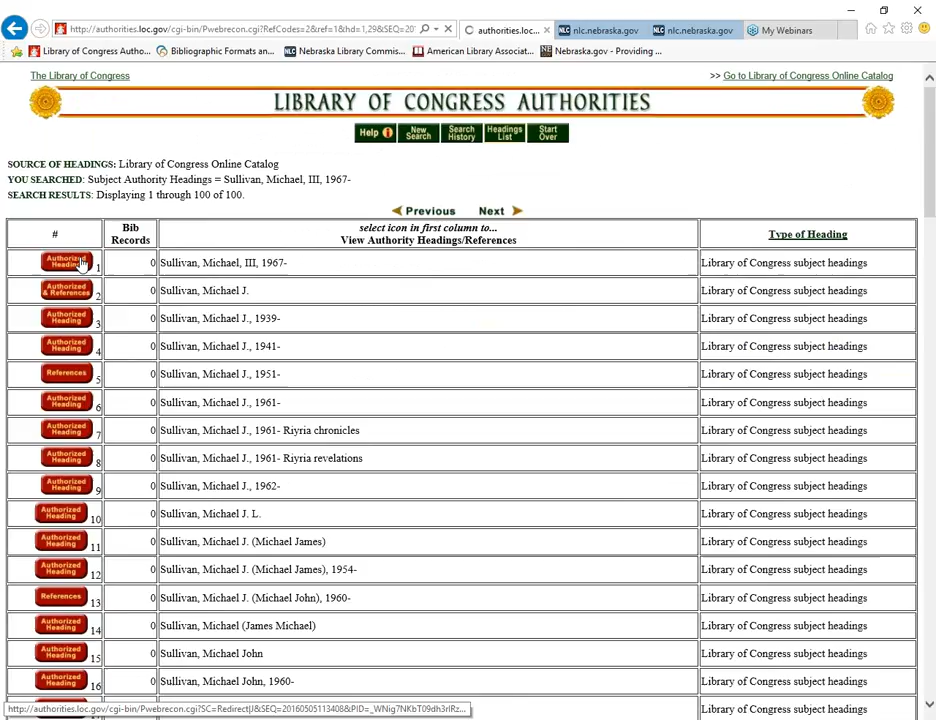 http://authorities.loc.gov/cgi-bin/Pwebrecon.cgi?RefCodes=2&ref=1&hd=1,29&SEQ=20
authorities.loc....
nlc.nebraska.gov
nlc.nebraska.gov
My Webinars
Library of Congress Autho...
Bibliographic Formats an...
Nebraska Library Commis...
American Library Associat...
Nebraska.gov - Providing ...
The Library of Congress
>> Go to Library of Congress Online Catalog
LIBRARY OF CONGRESS AUTHORITIES
Help
New Search
Search History
Headings List
Start Over
SOURCE OF HEADINGS: Library of Congress Online Catalog
YOU SEARCHED: Subject Authority Headings = Sullivan, Michael, III, 1967-
SEARCH RESULTS: Displaying 1 through 100 of 100.
Previous Next
# Bib Records select icon in first column to... View Authority Headings/References Type of Heading
Authorized Heading 1 0 Sullivan, Michael, III, 1967- Library of Congress subject headings
Authorized & References 2 0 Sullivan, Michael J. Library of Congress subject headings
Authorized Heading 3 0 Sullivan, Michael J., 1939- Library of Congress subject headings
Authorized Heading 4 0 Sullivan, Michael J., 1941- Library of Congress subject headings
References 5 0 Sullivan, Michael J., 1951- Library of Congress subject headings
Authorized Heading 6 0 Sullivan, Michael J., 1961- Library of Congress subject headings
Authorized Heading 7 0 Sullivan, Michael J., 1961- Riyria chronicles Library of Congress subject headings
Authorized Heading 8 0 Sullivan, Michael J., 1961- Riyria revelations Library of Congress subject headings
Authorized Heading 9 0 Sullivan, Michael J., 1962- Library of Congress subject headings
Authorized Heading 10 0 Sullivan, Michael J. L. Library of Congress subject headings
Authorized Heading 11 0 Sullivan, Michael J. (Michael James) Library of Congress subject headings
Authorized Heading 12 0 Sullivan, Michael J. (Michael James), 1954- Library of Congress subject headings
References 13 0 Sullivan, Michael J. (Michael John), 1960- Library of Congress subject headings
Authorized Heading 14 0 Sullivan, Michael (James Michael) Library of Congress subject headings
Authorized Heading 15 0 Sullivan, Michael John Library of Congress subject headings
Authorized Heading 16 0 Sullivan, Michael John, 1960- Library of Congress subject headings